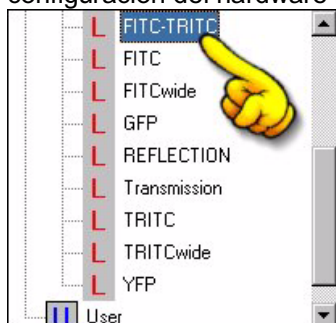 configuración del hardware
L FITC-TRITC
L FITC
L FITCwide
L GFP
L REFLECTION
L Transmission
L TRITC
L TRITCwide
L YFP
U User